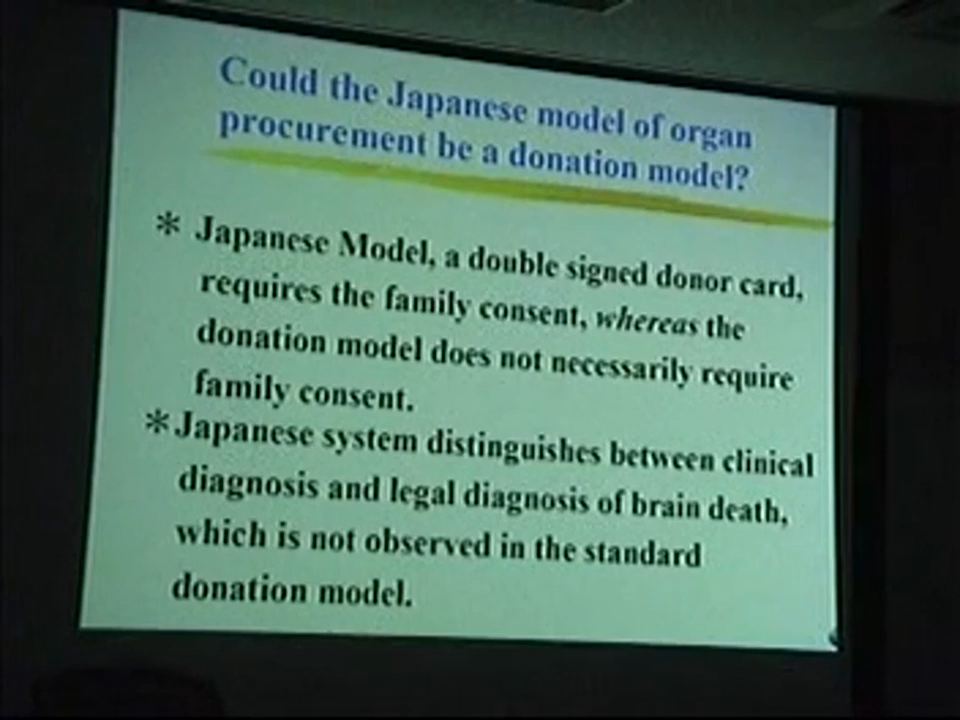 Could the Japanese model of organ
procurement be a donation model?
* Japanese Model, a double signed donor card,
requires the family consent, whereas the
donation model does not necessarily require
family consent.
* Japanese system distinguishes between clinical
diagnosis and legal diagnosis of brain death,
which is not observed in the standard
donation model.